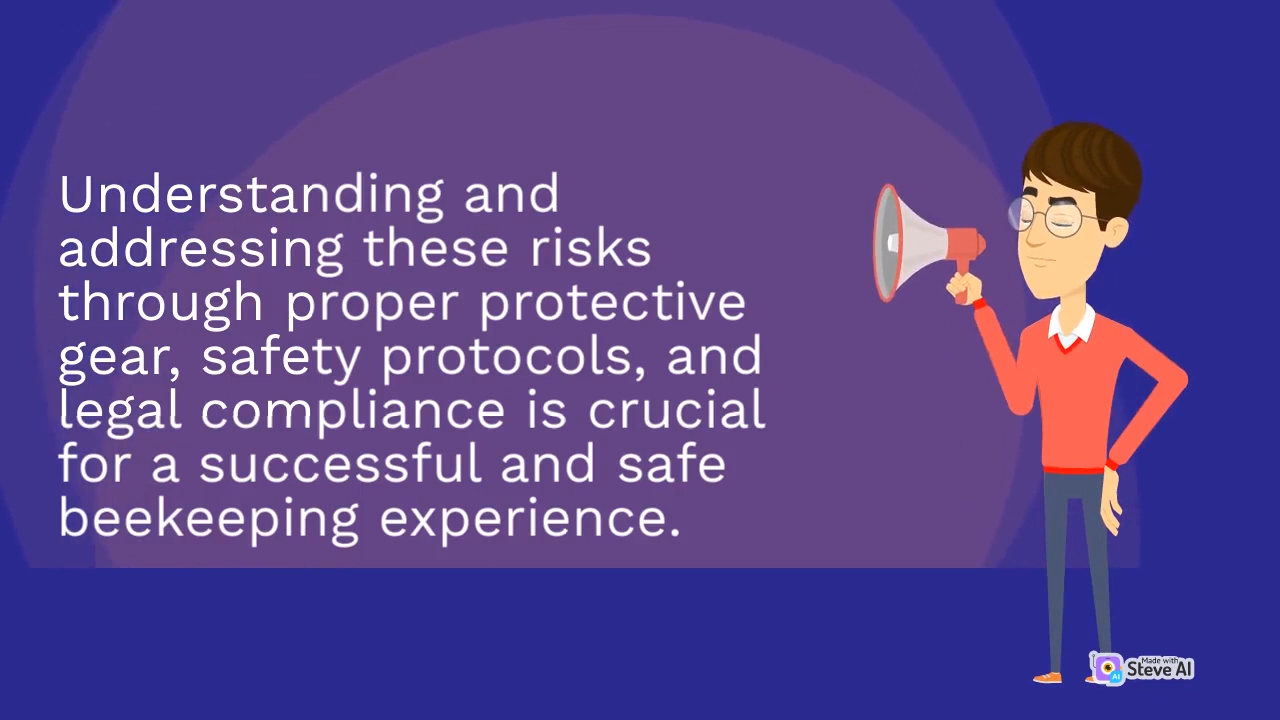 Understanding and
addressing these risks
through proper protective
gear, safety protocols, and
legal compliance is crucial
for a successful and safe
beekeeping experience.
Made with
Steve AI
AI